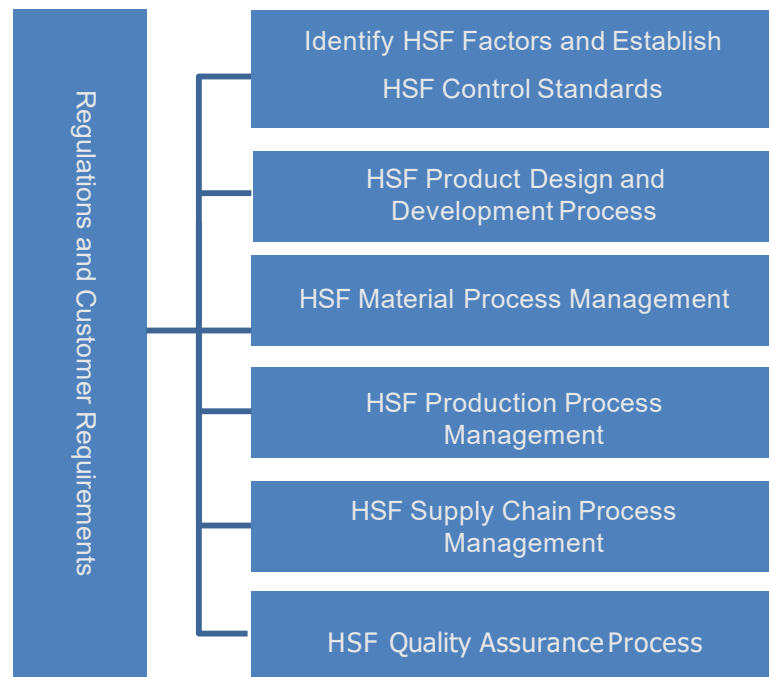 Regulations and Customer Requirements
Identify HSF Factors and Establish
HSF Control Standards
HSF Product Design and
Development Process
HSF Material Process Management
HSF Production Process
Management
HSF Supply Chain Process
Management
HSF Quality Assurance Process